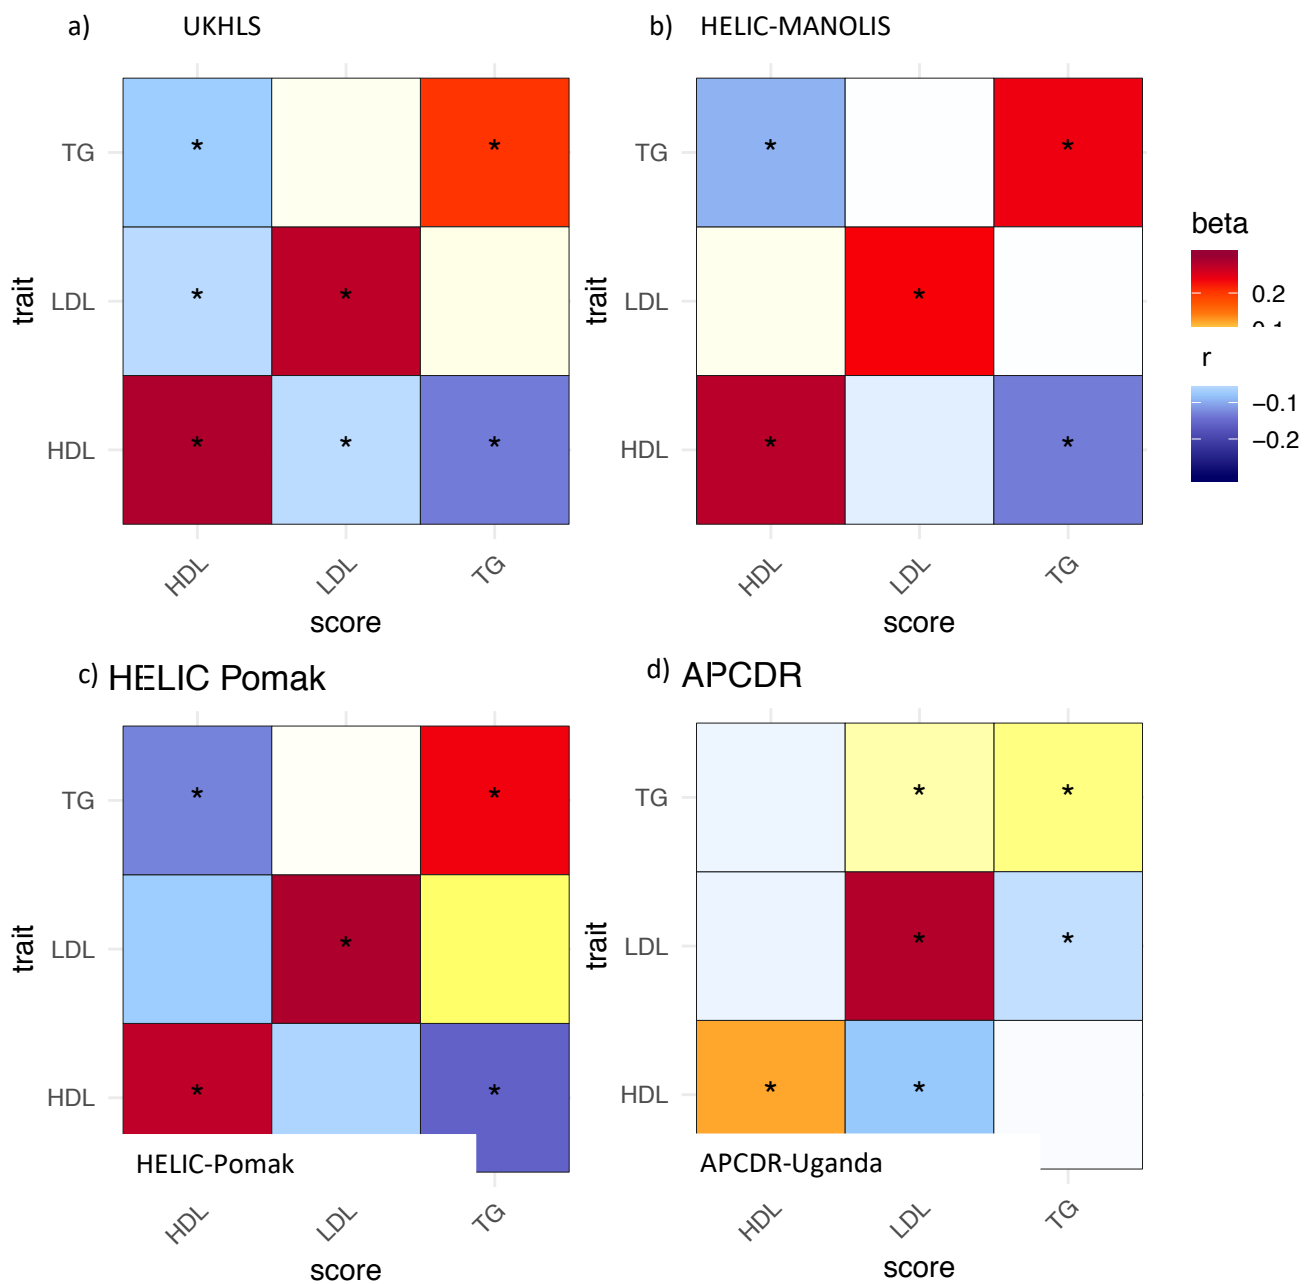 a) UKHLS
b) HELIC-MANOLIS
TG * *
LDL * *
HDL * * *
trait
HDL LDL TG
score
TG * *
LDL *
HDL * *
trait
HDL LDL TG
score
beta
0.2
0.1
r
−0.1
−0.2
c) HELIC Pomak
d) APCDR
TG * *
LDL *
HDL * *
trait
HELIC-Pomak
HDL LDL TG
score
TG * *
LDL * *
HDL * *
trait
APCDR-Uganda
HDL LDL TG
score